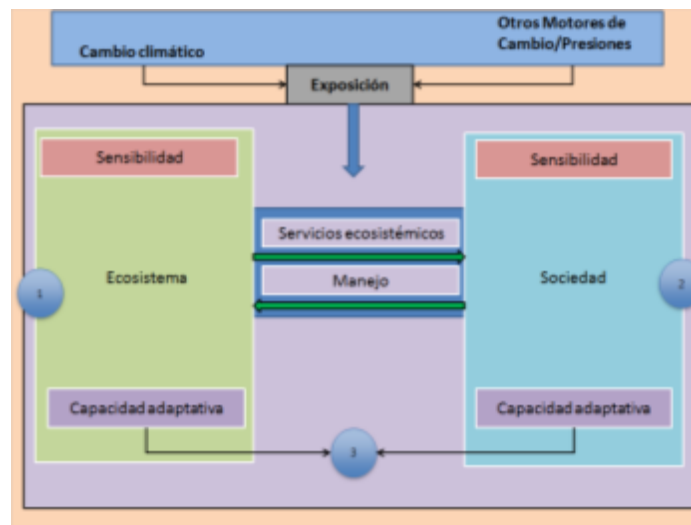 Otros Motores de
Cambio/Presiones
Cambio climático
Exposición
Sensibilidad
Sensibilidad
Servicios ecosistémicos
Ecosistema
Manejo
Sociedad
1
2
Capacidad adaptativa
Capacidad adaptativa
3